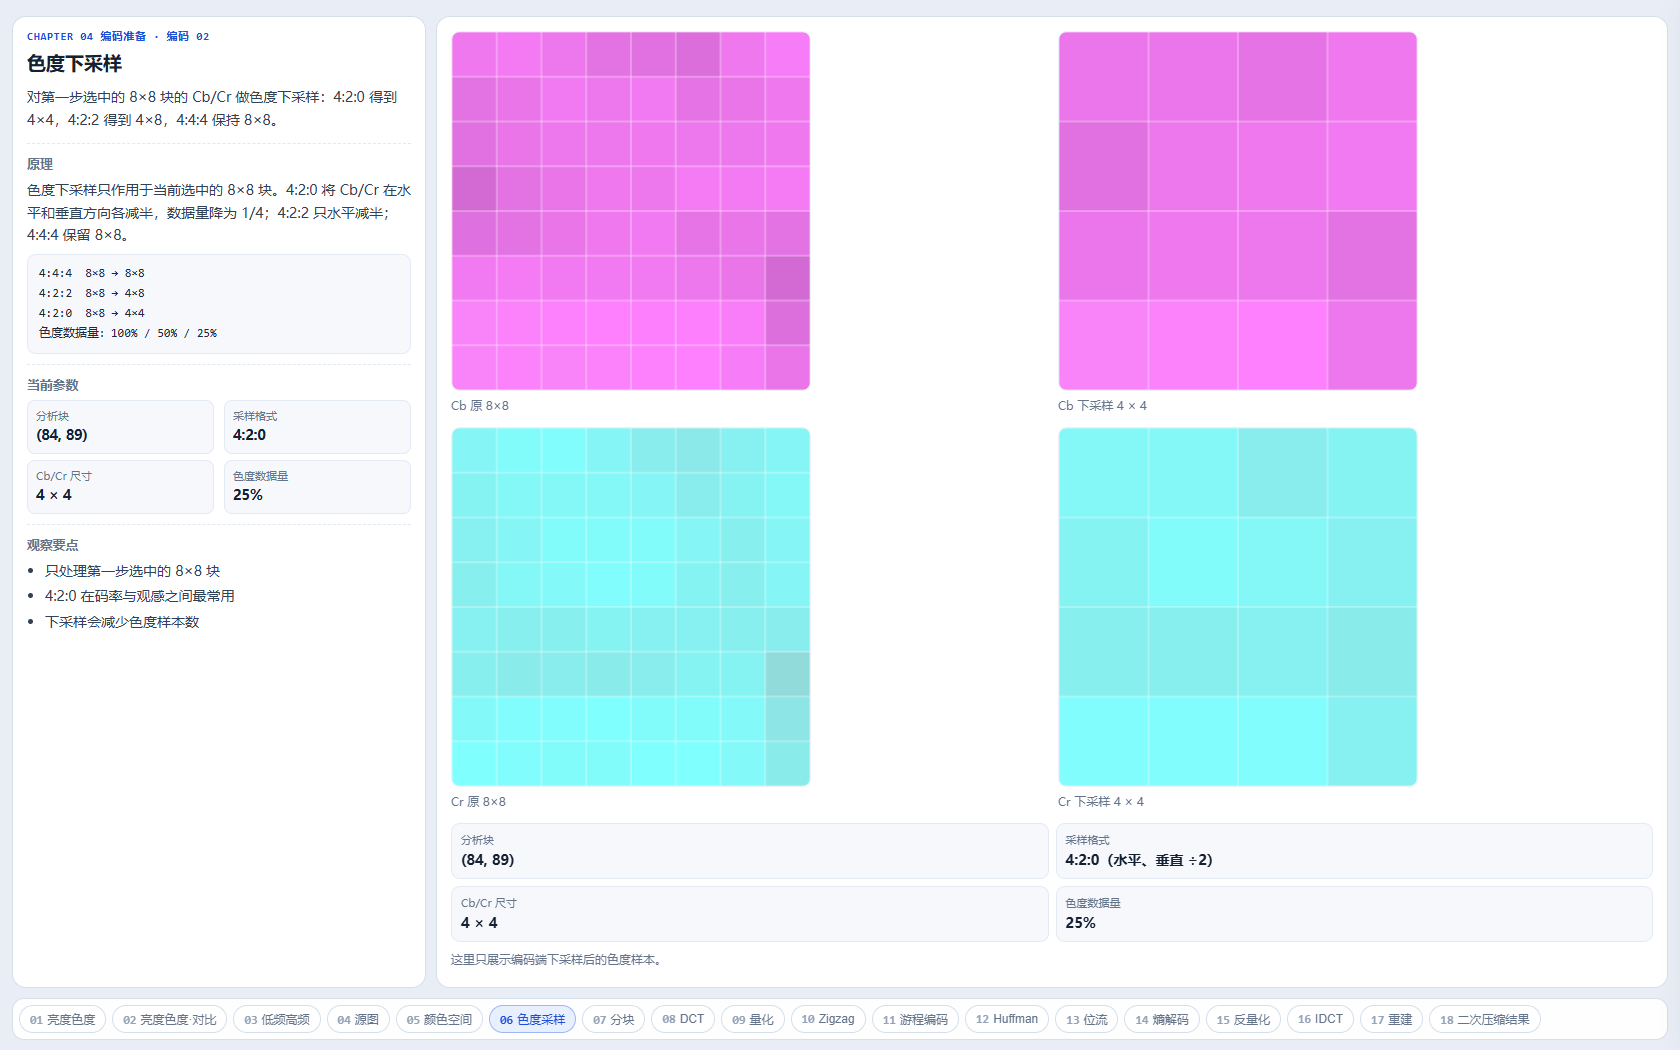 CHAPTER 04 编码准备 · 编码 02
色度下采样
对第一步选中的 8×8 块的 Cb/Cr 做色度下采样：4:2:0 得到
4×4，4:2:2 得到 4×8，4:4:4 保持 8×8。
原理
色度下采样只作用于当前选中的 8×8 块。4:2:0 将 Cb/Cr 在水
平和垂直方向各减半，数据量降为 1/4；4:2:2 只水平减半；
4:4:4 保留 8×8。
4:4:4 8×8 → 8×8
4:2:2 8×8 → 4×8
4:2:0 8×8 → 4×4
色度数据量: 100% / 50% / 25%
当前参数
分析块
(84, 89)
采样格式
4:2:0
Cb/Cr 尺寸
4 × 4
色度数据量
25%
观察要点
• 只处理第一步选中的 8×8 块
• 4:2:0 在码率与观感之间最常用
• 下采样会减少色度样本数
Cb 原 8×8
Cb 下采样 4 × 4
Cr 原 8×8
Cr 下采样 4 × 4
分析块
(84, 89)
采样格式
4:2:0（水平、垂直 ÷2）
Cb/Cr 尺寸
4 × 4
色度数据量
25%
这里只展示编码端下采样后的色度样本。
01 亮度色度
02 亮度色度·对比
03 低频高频
04 源图
05 颜色空间
06 色度采样
07 分块
08 DCT
09 量化
10 Zigzag
11 游程编码
12 Huffman
13 位流
14 熵解码
15 反量化
16 IDCT
17 重建
18 二次压缩结果